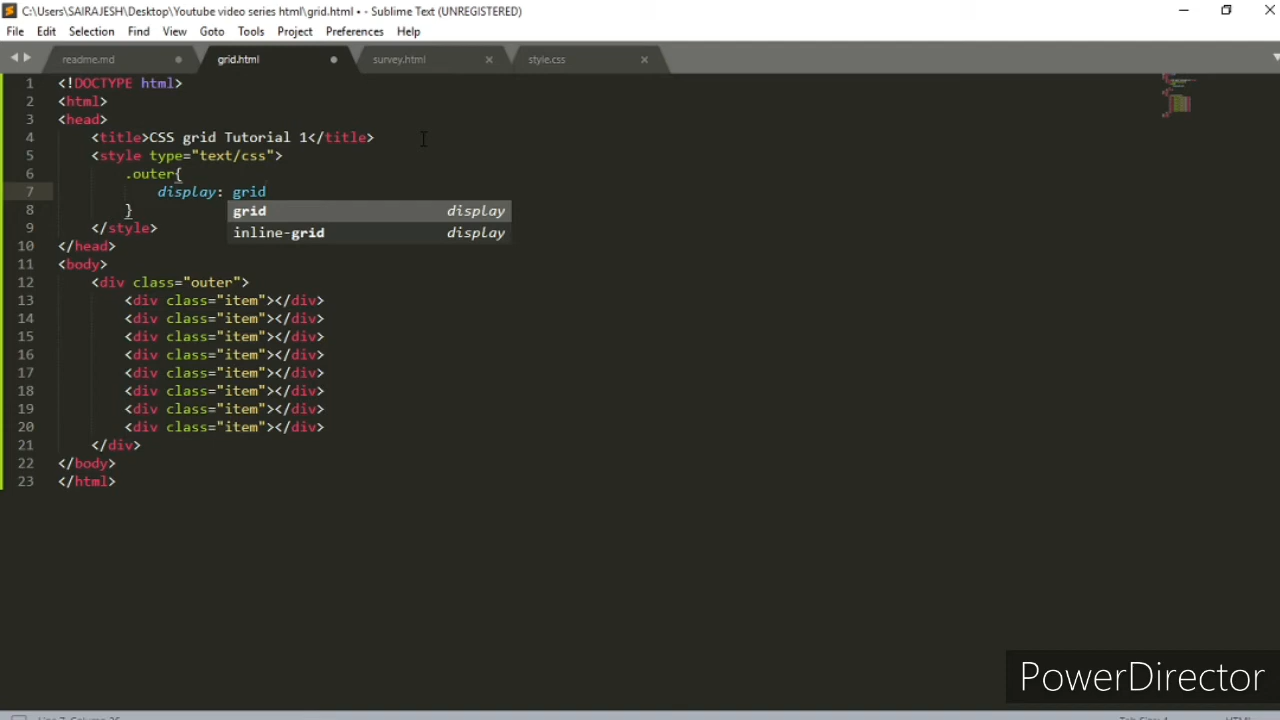 C:\Users\SAIRAJESH\Desktop\Youtube video series html\grid.html • - Sublime Text (UNREGISTERED)
File Edit Selection Find View Goto Tools Project Preferences Help
readme.md grid.html survey.html style.css
1 <!DOCTYPE html>
2 <html>
3 <head>
4 <title>CSS grid Tutorial 1</title>
5 <style type="text/css">
6 .outer{
7 display: grid
grid display
8 }
inline-grid display
9 </style>
10 </head>
11 <body>
12 <div class="outer">
13 <div class="item"></div>
14 <div class="item"></div>
15 <div class="item"></div>
16 <div class="item"></div>
17 <div class="item"></div>
18 <div class="item"></div>
19 <div class="item"></div>
20 <div class="item"></div>
21 </div>
22 </body>
23 </html>
PowerDirector